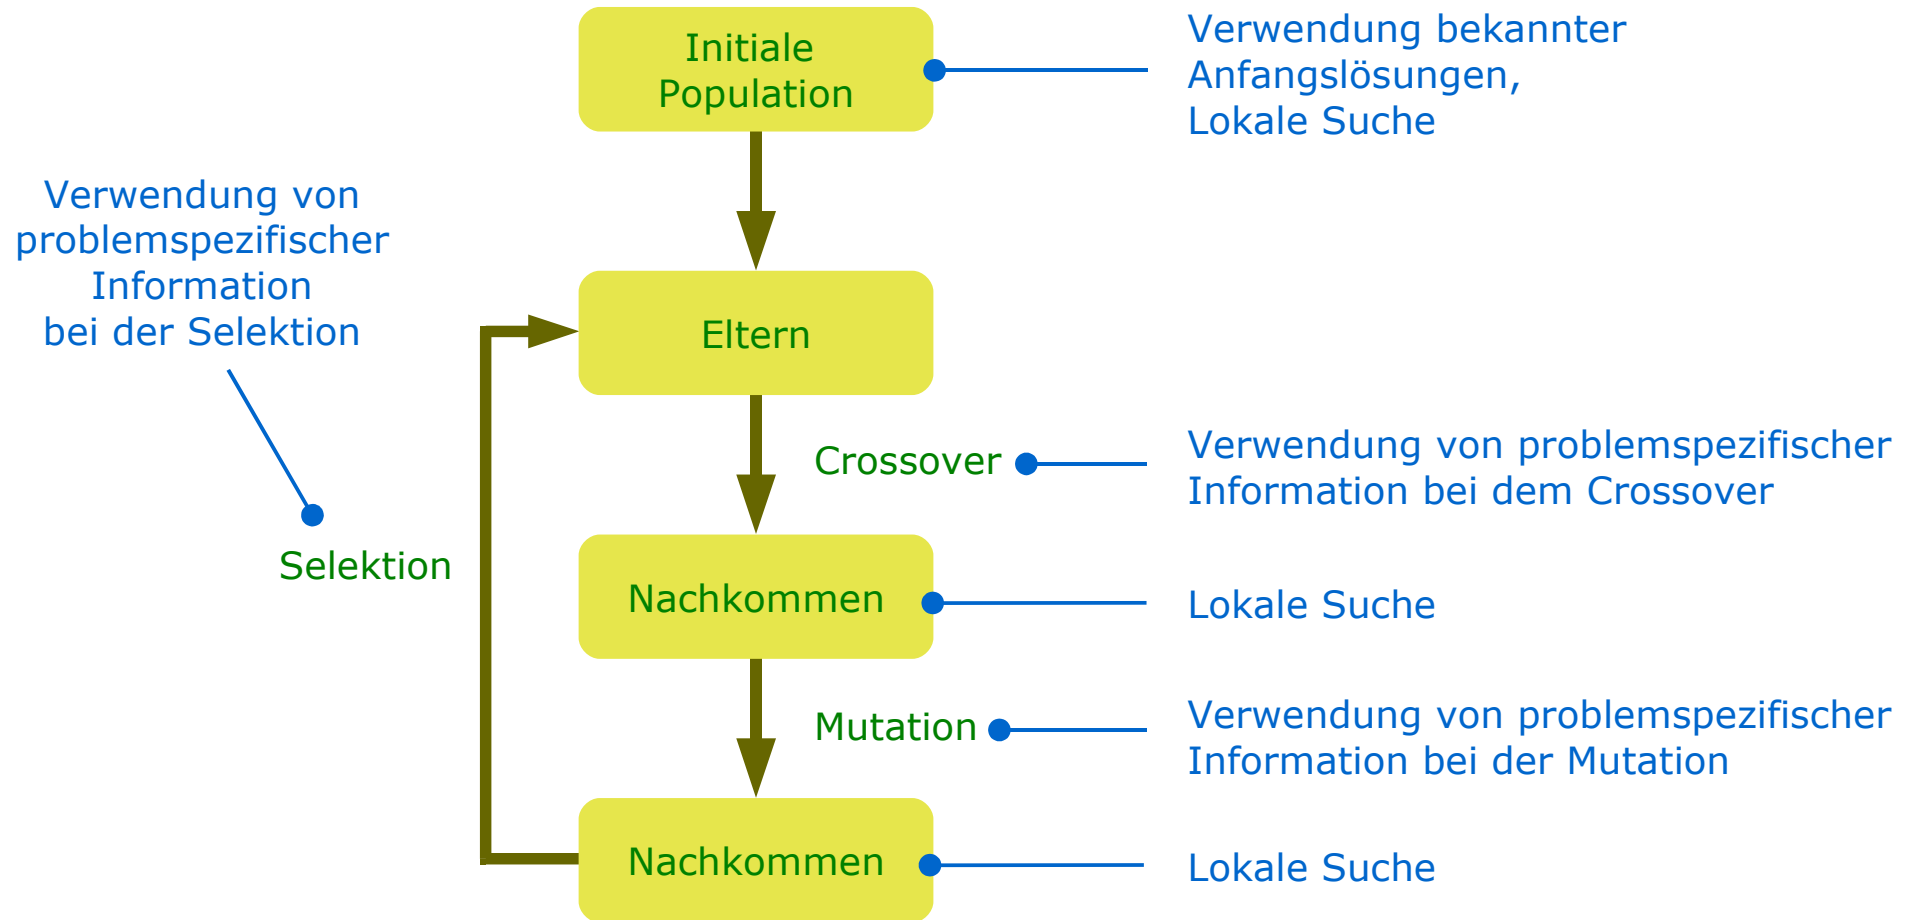 Initiale
Population
Verwendung bekannter
Anfangslösungen,
Lokale Suche
Verwendung von
problemspezifischer
Information
bei der Selektion
Eltern
Crossover
Verwendung von problemspezifischer
Information bei dem Crossover
Selektion
Nachkommen
Lokale Suche
Mutation
Verwendung von problemspezifischer
Information bei der Mutation
Nachkommen
Lokale Suche